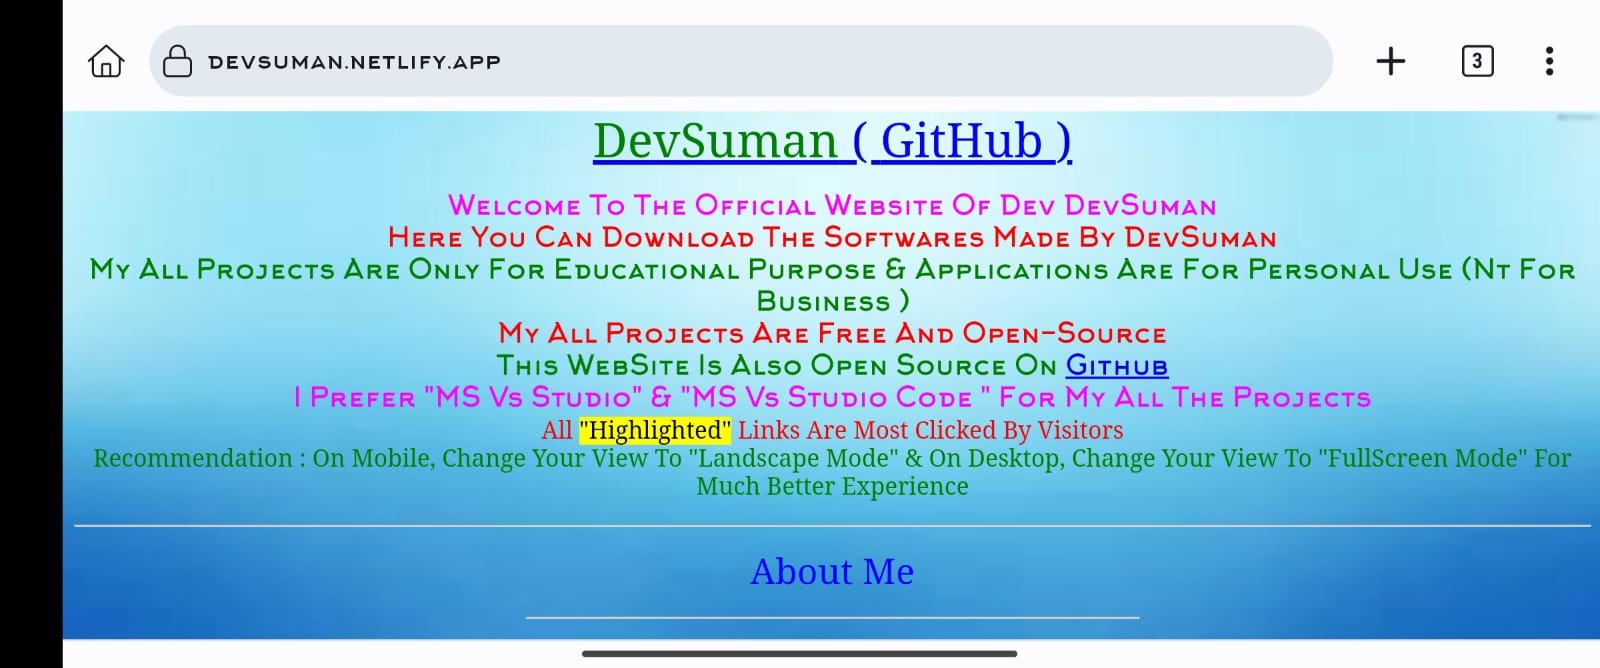 DEVSUMAN.NETLIFY.APP
3
DevSuman ( GitHub )
Welcome To The Official Website Of Dev DevSuman
Here You Can Download The Softwares Made By DevSuman
My All Projects Are Only For Educational Purpose & Applications Are For Personal Use (Nt For
Business )
My All Projects Are Free And Open-Source
This WebSite Is Also Open Source On Github
I Prefer "MS Vs Studio" & "MS Vs Studio Code " For My All The Projects
All "Highlighted" Links Are Most Clicked By Visitors
Recommendation : On Mobile, Change Your View To "Landscape Mode" & On Desktop, Change Your View To "FullScreen Mode" For
Much Better Experience
About Me